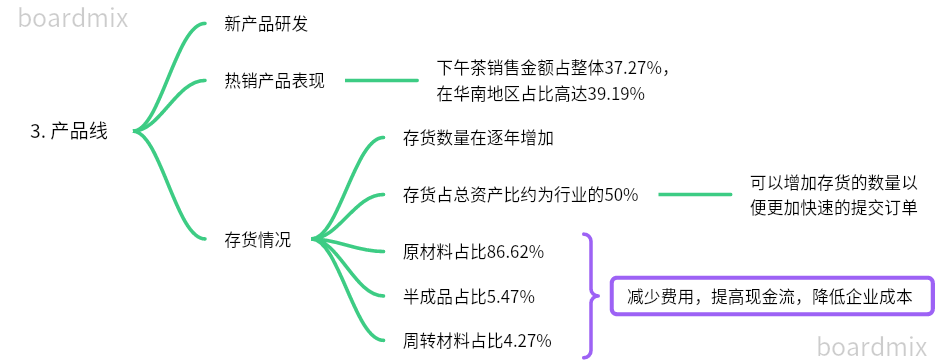 boardmix
3. 产品线
新产品研发
热销产品表现
下午茶销售金额占整体37.27%，
在华南地区占比高达39.19%
存货情况
存货数量在逐年增加
存货占总资产比约为行业的50%
可以增加存货的数量以
便更加快速的提交订单
原材料占比86.62%
半成品占比5.47%
周转材料占比4.27%
减少费用，提高现金流，降低企业成本
boardmix